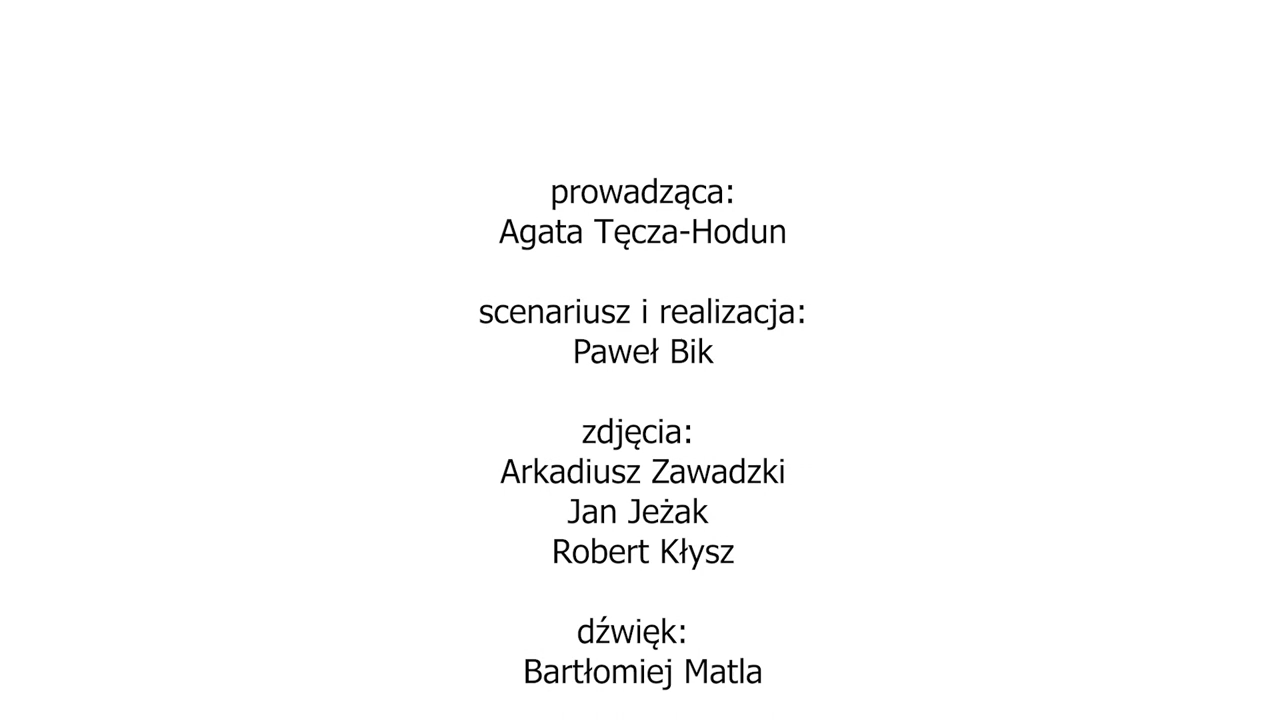 prowadząca:
Agata Tęcza-Hodun
scenariusz i realizacja:
Paweł Bik
zdjęcia:
Arkadiusz Zawadzki
Jan Jeżak
Robert Kłysz
dźwięk:
Bartłomiej Matla